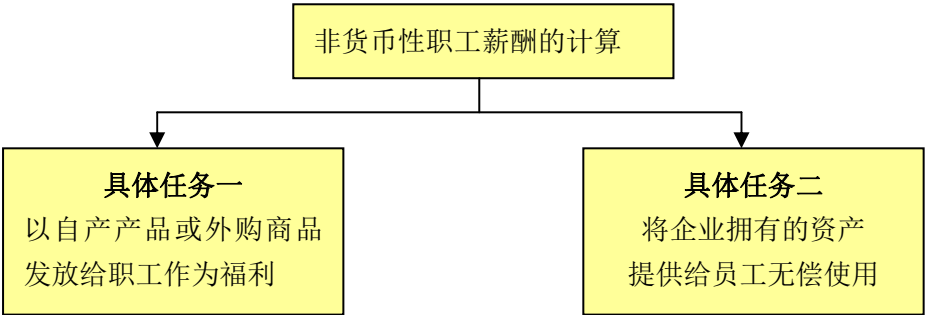 非货币性职工薪酬的计算
具体任务一
以自产产品或外购商品
发放给职工作为福利
具体任务二
将企业拥有的资产
提供给员工无偿使用